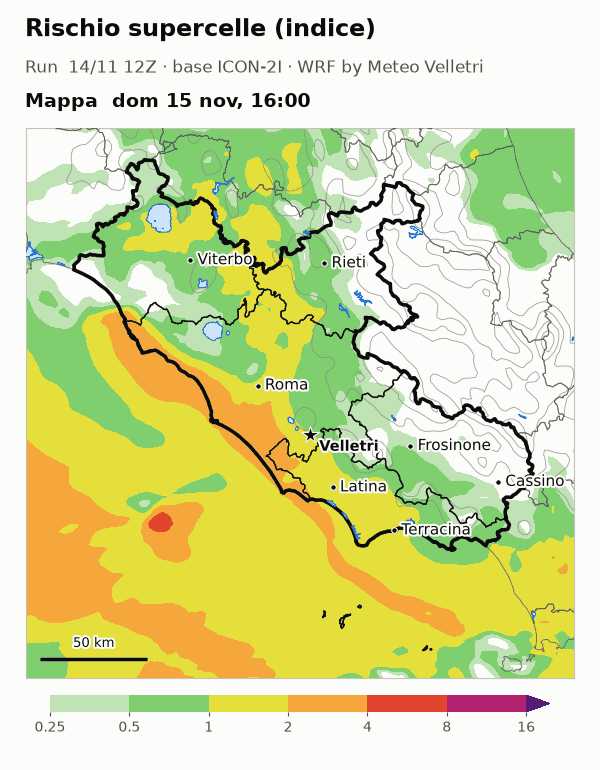 Rischio supercelle (indice)
Run 14/11 12Z · base ICON-2I · WRF by Meteo Velletri
Mappa dom 15 nov, 16:00
Viterbo
Rieti
Roma
Velletri
Frosinone
Latina
Cassino
Terracina
50 km
0.25 0.5 1 2 4 8 16